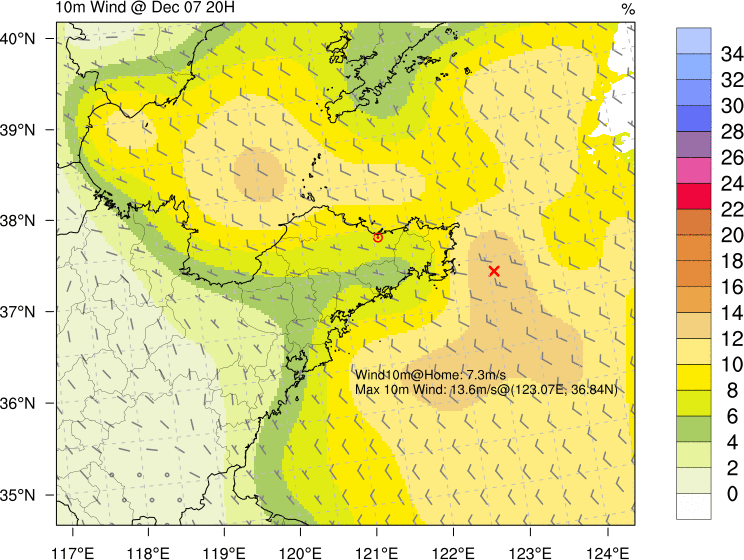 10m Wind @ Dec 07 20H
%
40°N
39°N
38°N
37°N
36°N
35°N
117°E
118°E
119°E
120°E
121°E
122°E
123°E
124°E
Wind10m@Home: 7.3m/s
Max 10m Wind: 13.6m/s@(123.07E, 36.84N)
34
32
30
28
26
24
22
20
18
16
14
12
10
8
6
4
2
0